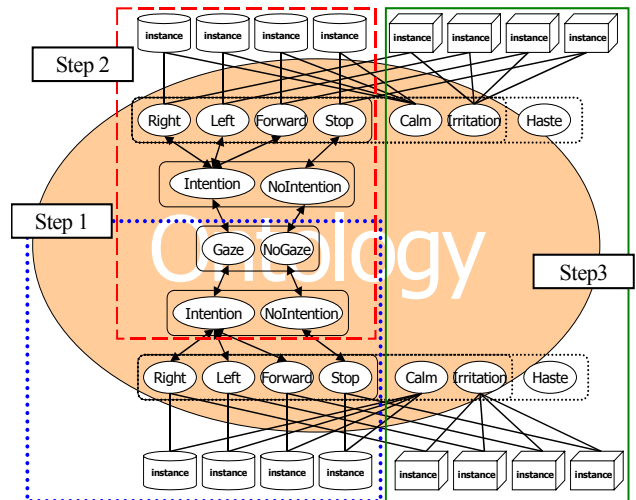 instance instance instance instance instance instance instance instance
Step 2
Right Left Forward Stop Calm Irritation Haste
Intention NoIntention
Step 1
Ontology
Gaze NoGaze
Step3
Intention NoIntention
Right Left Forward Stop Calm Irritation Haste
instance instance instance instance instance instance instance instance